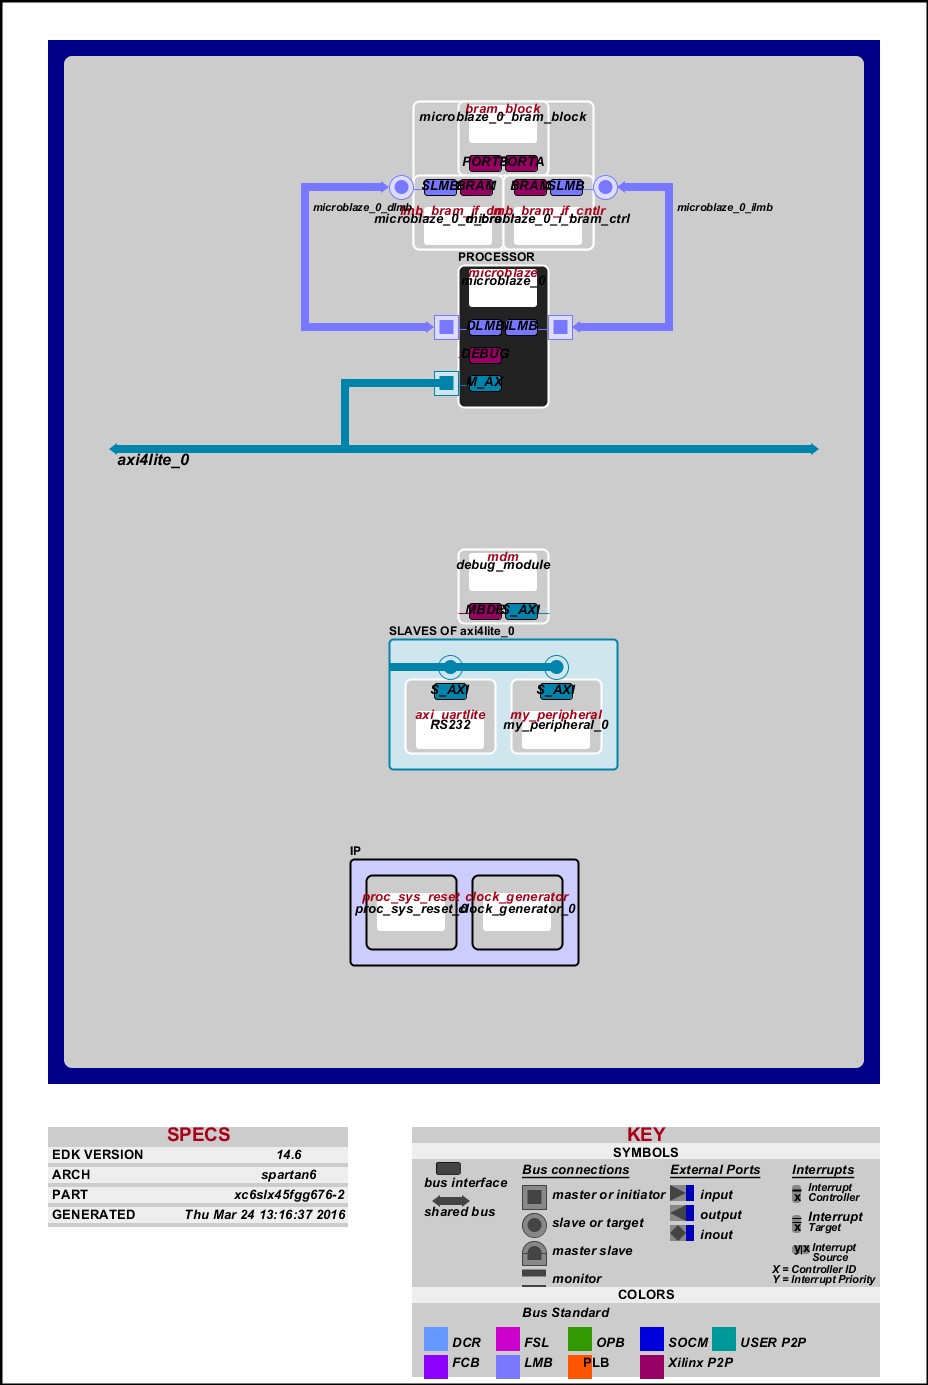 bram_block
microblaze_0_bram_block
PORTB PORTA
SLMB BRAM BRAM SLMB
microblaze_0_dlmb
microblaze_0_ilmb
lmb_bram_if_cntlr
microblaze_0_i_bram_ctrl
PROCESSOR
microblaze
microblaze_0
DLMB ILMB
DEBUG
M_AX
axi4lite_0
mdm
debug_module
S_AXI
SLAVES OF axi4lite_0
S_AXI S_AXI
axi_uartlite my_peripheral
RS232 my_peripheral_0
IP
proc_sys_reset clock_generator
proc_sys_reset_0 clock_generator_0
SPECS
EDK VERSION 14.6
ARCH spartan6
PART xc6slx45fgg676-2
GENERATED Thu Mar 24 13:16:37 2016
KEY
SYMBOLS
bus interface
shared bus
Bus connections
master or initiator
slave or target
master slave
monitor
External Ports
input
output
inout
Interrupts
x
Interrupt
Controller
x
Interrupt
Target
y|x
Interrupt
Source
X = Controller ID
Y = Interrupt Priority
COLORS
Bus Standard
DCR FSL OPB SOCM USER P2P
FCB LMB PLB Xilinx P2P